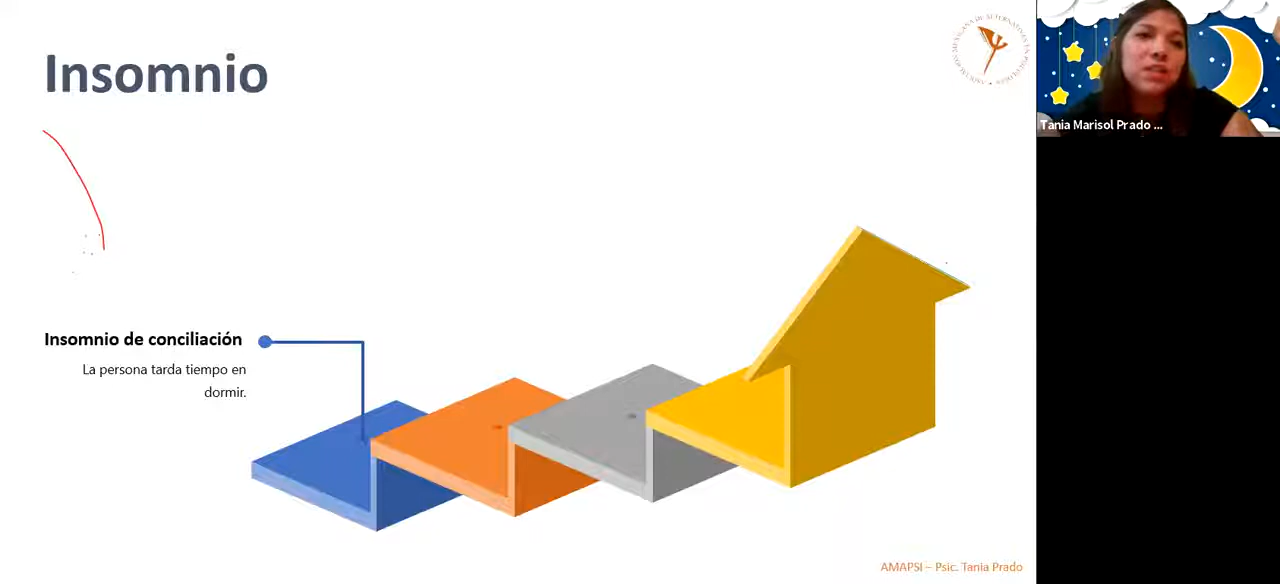 Insomnio
Tania Marisol Prado ...
Insomnio de conciliación
La persona tarda tiempo en
dormir.
AMAPSI – Psic. Tania Prado